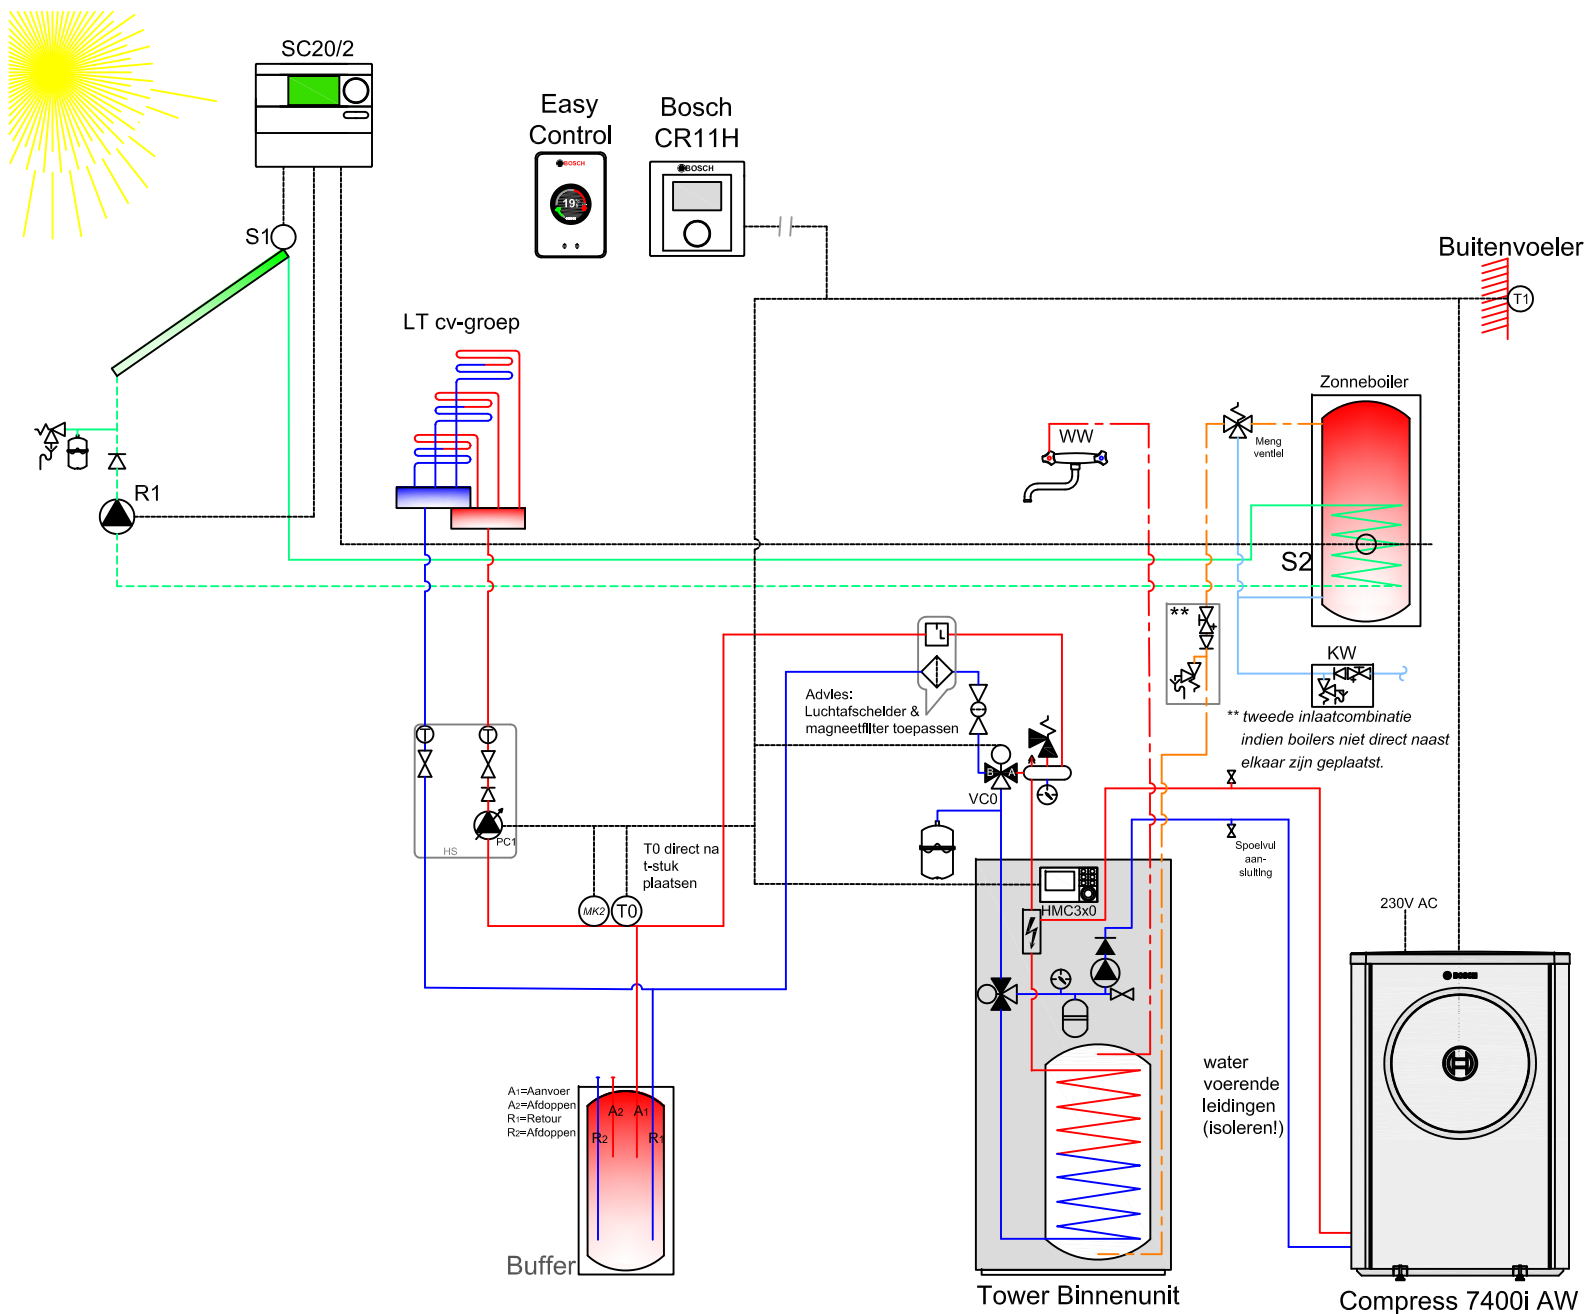 SC20/2
Easy
Control
Bosch
CR11H
BOSCH
BOSCH
19
S1
Buitenvoeler
T1
LT cv-groep
Zonneboiler
WW
Meng
ventiel
R1
S2
**
KW
Advies:
Luchtafschelder &
magneetfilter toepassen
** tweede inlaatcombinatie
indien boilers niet direct naast
elkaar zijn geplaatst.
T
T
B
A
VC0
PC1
HS
T0 direct na
t-stuk
plaatsen
Spoelvul
aan-
sluiting
MK2
T0
HMC3x0
230V AC
BOSCH
water
voerende
leidingen
(isoleren!)
A1=Aanvoer
A2=Afdoppen
R1=Retour
R2=Afdoppen
A2
A1
R2
R1
Buffer
Tower Binnenunit
Compress 7400i AW